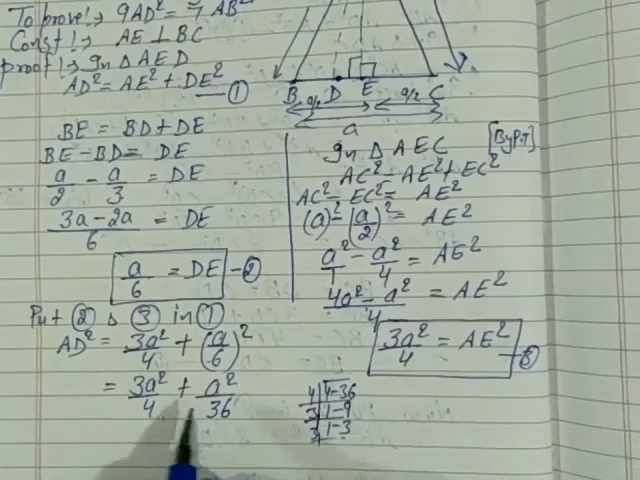 To prove:→ 9AD² = 7 AB²
Const:→ AE ⊥ BC
proof:→ In Δ AED
AD² = AE² + DE² — ①
B D E C
a/2 a/2
a
BE = BD + DE
BE - BD = DE
a/2 - a/3 = DE
3a - 2a / 6 = DE
a/6 = DE - ②
In Δ AEC [By P.T]
AC² = AE² + EC²
AC² - EC² = AE²
(a)² - (a/2)² = AE²
a²/1 - a²/4 = AE²
4a² - a² / 4 = AE²
3a²/4 = AE² - ③
Put ② & ③ in ①
AD² = 3a²/4 + (a/6)²
= 3a²/4 + a²/36
4 | 4-36
3 | 1-9
3 | 1-3